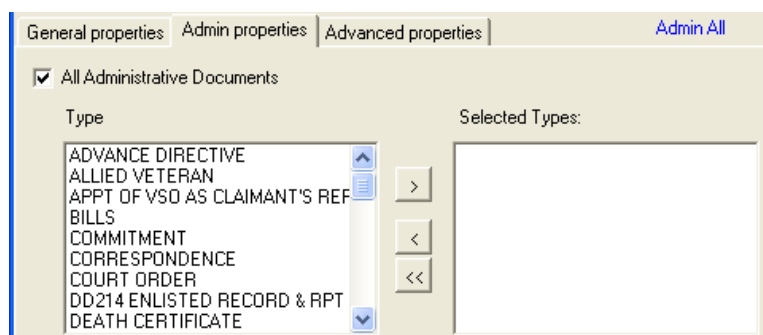 General properties Admin properties Advanced properties Admin All
All Administrative Documents
Type Selected Types:
ADVANCE DIRECTIVE
ALLIED VETERAN
APPT OF VSO AS CLAIMANT'S REF
>
BILLS
COMMITMENT
<
CORRESPONDENCE
COURT ORDER
<<
DD214 ENLISTED RECORD & RPT
DEATH CERTIFICATE